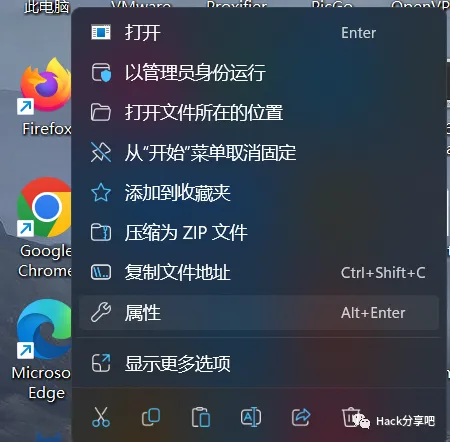 此电脑 VMware Proxifier PicGo OpenVP
打开 Enter
以管理员身份运行
打开文件所在的位置
Firefox
从"开始"菜单取消固定
添加到收藏夹
压缩为 ZIP 文件
Google
Chrome
复制文件地址 Ctrl+Shift+C
属性 Alt+Enter
显示更多选项
Microso
Edge
Hack分享吧